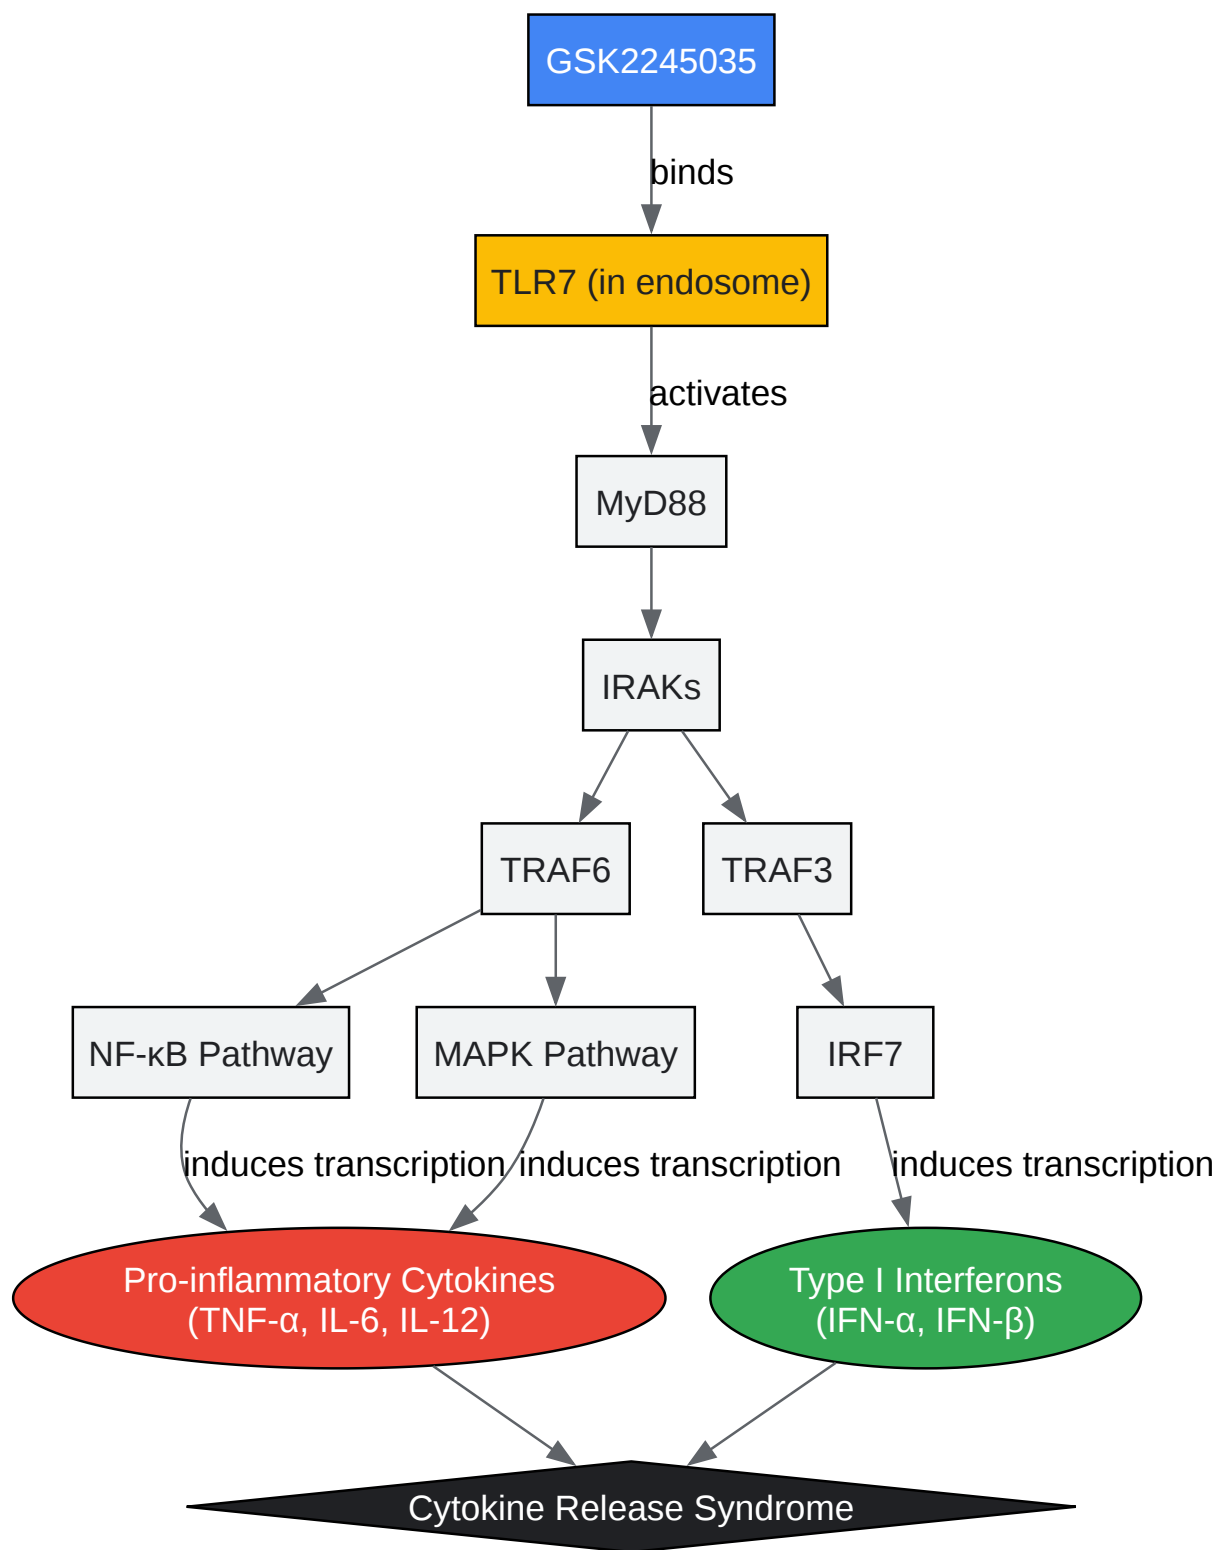 GSK2245035
binds
TLR7 (in endosome)
activates
MyD88
IRAKs
TRAF6
TRAF3
NF-κB Pathway
MAPK Pathway
IRF7
induces transcription
induces transcription
induces transcription
Pro-inflammatory Cytokines
(TNF-α, IL-6, IL-12)
Type I Interferons
(IFN-α, IFN-β)
Cytokine Release Syndrome